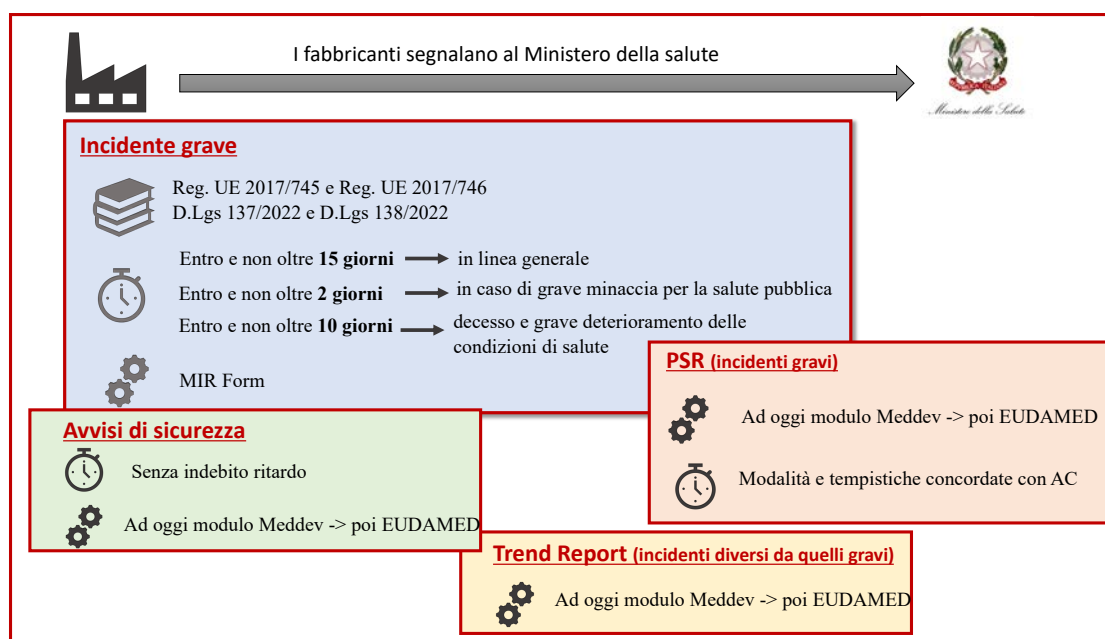 I fabbricanti segnalano al Ministero della salute
Ministero della Salute
Incidente grave
Reg. UE 2017/745 e Reg. UE 2017/746
D.Lgs 137/2022 e D.Lgs 138/2022
Entro e non oltre 15 giorni
in linea generale
Entro e non oltre 2 giorni
in caso di grave minaccia per la salute pubblica
Entro e non oltre 10 giorni
decesso e grave deterioramento delle
condizioni di salute
MIR Form
PSR (incidenti gravi)
Ad oggi modulo Meddev -> poi EUDAMED
Modalità e tempistiche concordate con AC
Avvisi di sicurezza
Senza indebito ritardo
Ad oggi modulo Meddev -> poi EUDAMED
Trend Report (incidenti diversi da quelli gravi)
Ad oggi modulo Meddev -> poi EUDAMED